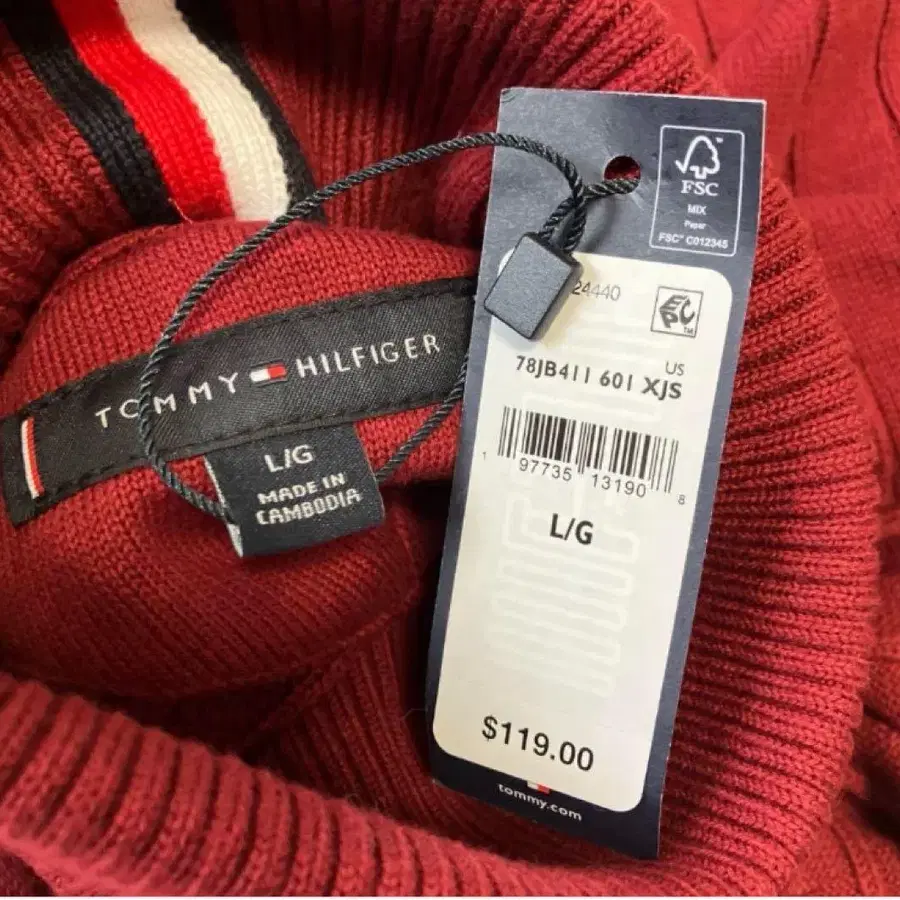 TOMMY HILFIGER
L/G
MADE IN
CAMBODIA
FSC
MIX
Paper
FSC® C012345
24440
EPC™
US
78JB411 601 XJS
1 97735 13190 8
L/G
$119.00
tommy.com